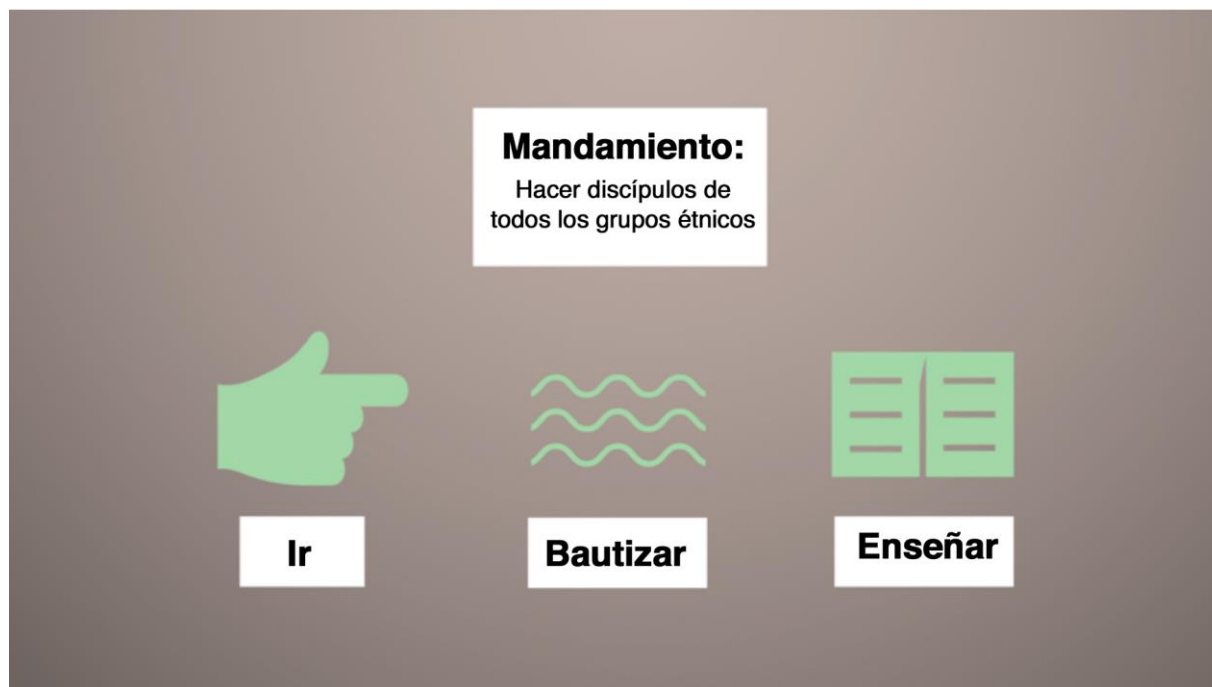 Mandamiento:
Hacer discípulos de
todos los grupos étnicos
Ir
Bautizar
Enseñar